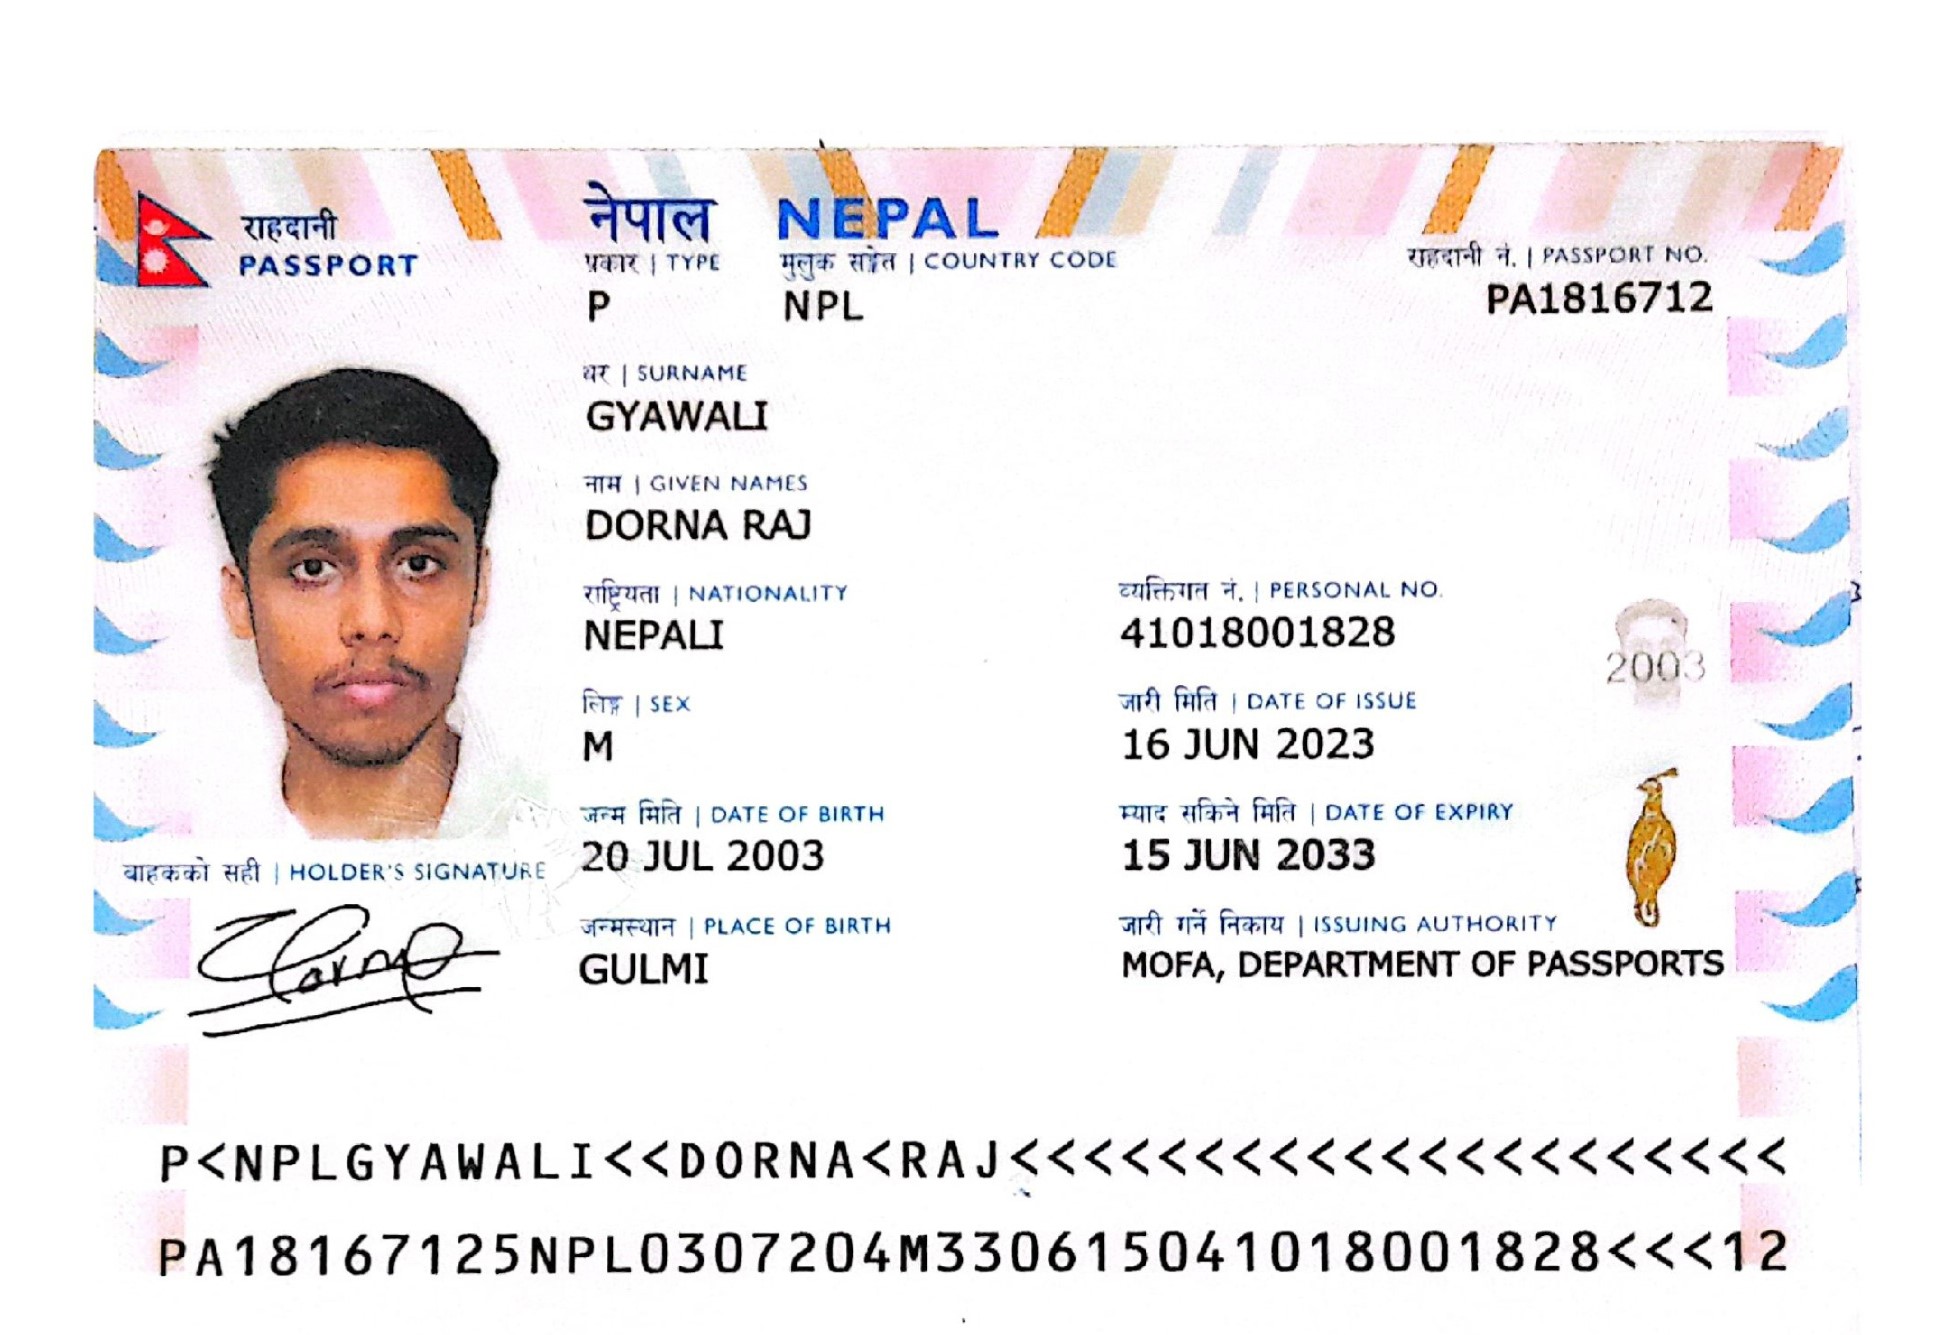 राहदानी
PASSPORT
नेपाल NEPAL
प्रकार | TYPE मुलुक सङ्केत | COUNTRY CODE राहदानी नं. | PASSPORT NO.
P NPL PA1816712
थर | SURNAME
GYAWALI
नाम | GIVEN NAMES
DORNA RAJ
राष्ट्रियता | NATIONALITY व्यक्तिगत नं. | PERSONAL NO.
NEPALI 41018001828
2003
लिङ्ग | SEX जारी मिति | DATE OF ISSUE
M 16 JUN 2023
जन्म मिति | DATE OF BIRTH म्याद सकिने मिति | DATE OF EXPIRY
20 JUL 2003 15 JUN 2033
वाहकको सही | HOLDER'S SIGNATURE
जन्मस्थान | PLACE OF BIRTH जारी गर्ने निकाय | ISSUING AUTHORITY
Dorna
GULMI MOFA, DEPARTMENT OF PASSPORTS
P<NPLGYAWALI<<DORNA<RAJ<<<<<<<<<<<<<<<<<<<<<
PA18167125NPL0307204M330615041018001828<<<12